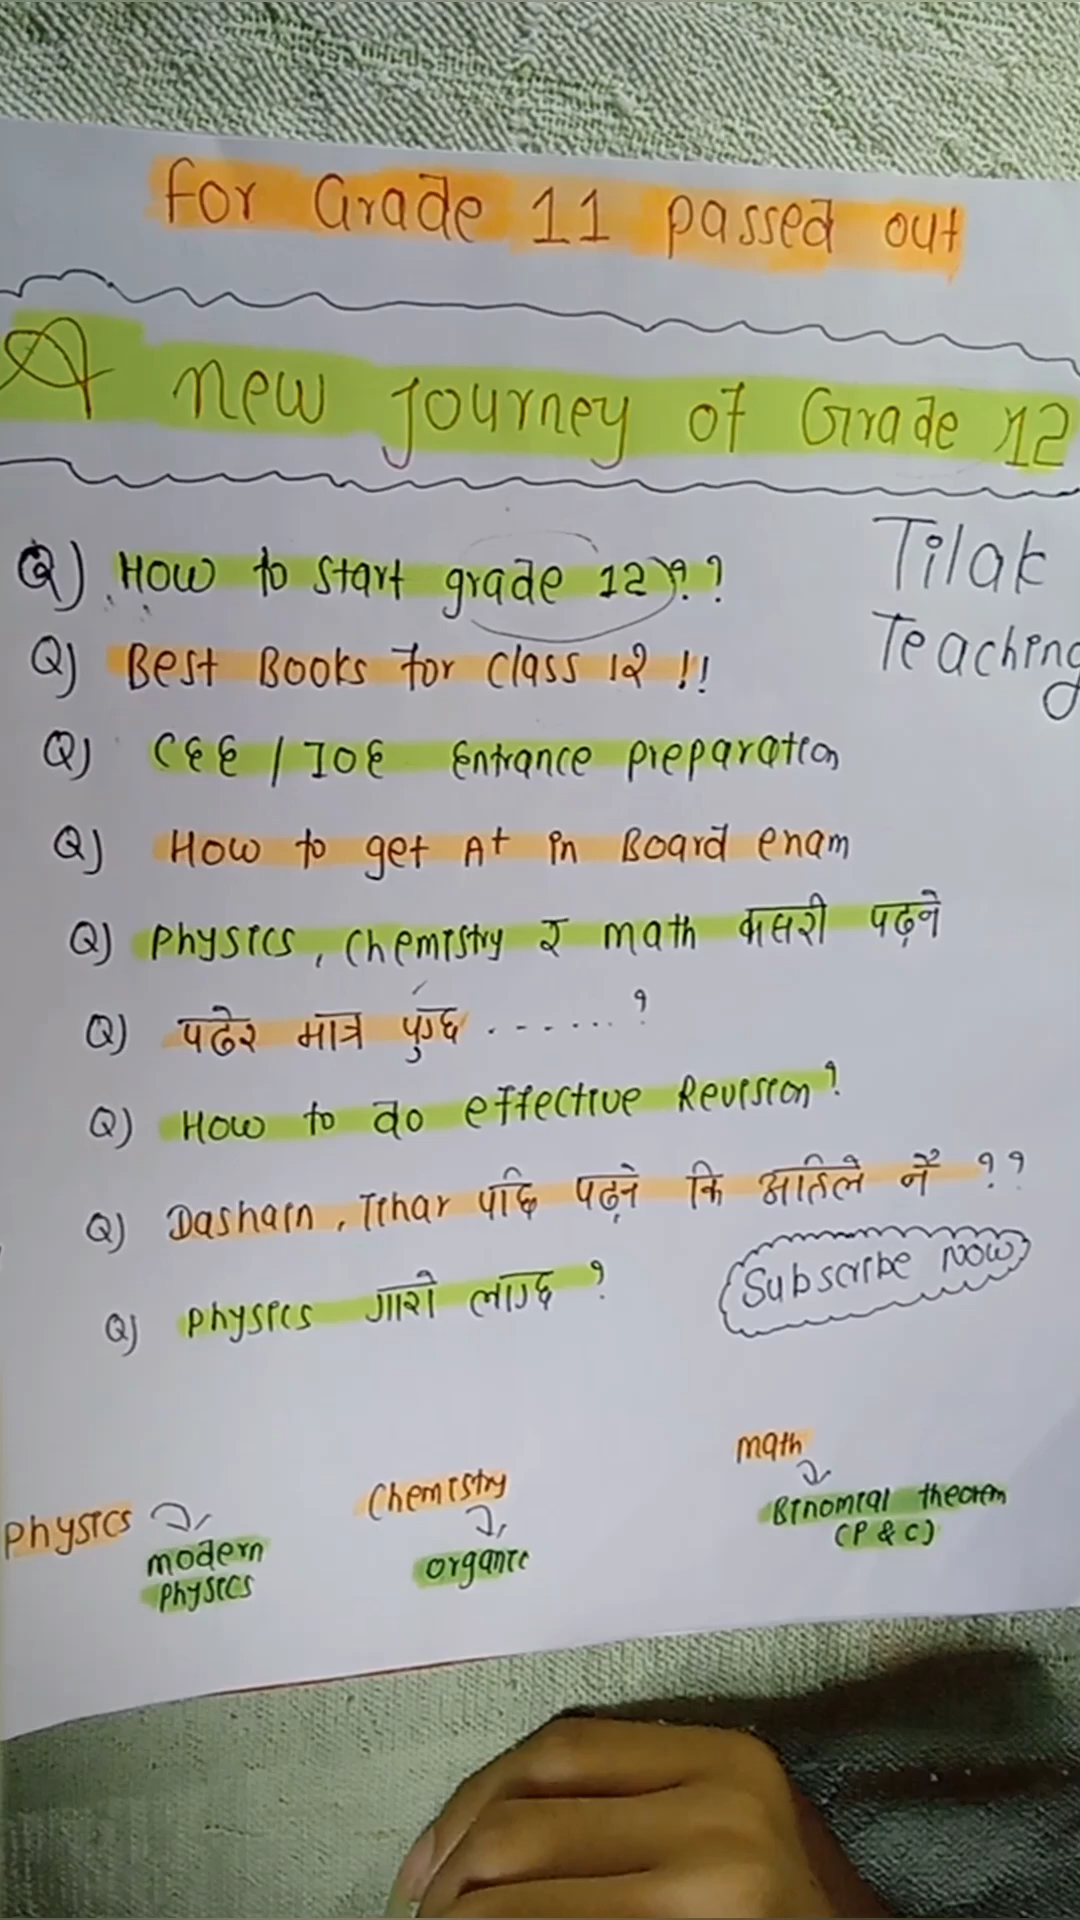 For Grade 11 passed out
A new journey of Grade 12
Q) How to start grade 12 ??
Tilak
Teaching
Q) Best Books for class 12 !!
Q) CEE / IOE Entrance preparation
Q) How to get A+ in Board exam
Q) Physics, Chemistry र math कसरी पढ्ने
Q) पढेर मात्र पुग्छ .......?
Q) How to do effective Revision?
Q) Dashain, Tihar पछि पढ्ने कि अहिले नै ??
Q) Physics गारो लाग्छ ?
Subscribe Now
Physics
modern
Physics
Chemistry
organic
math
Binomial theorem
(P & C)